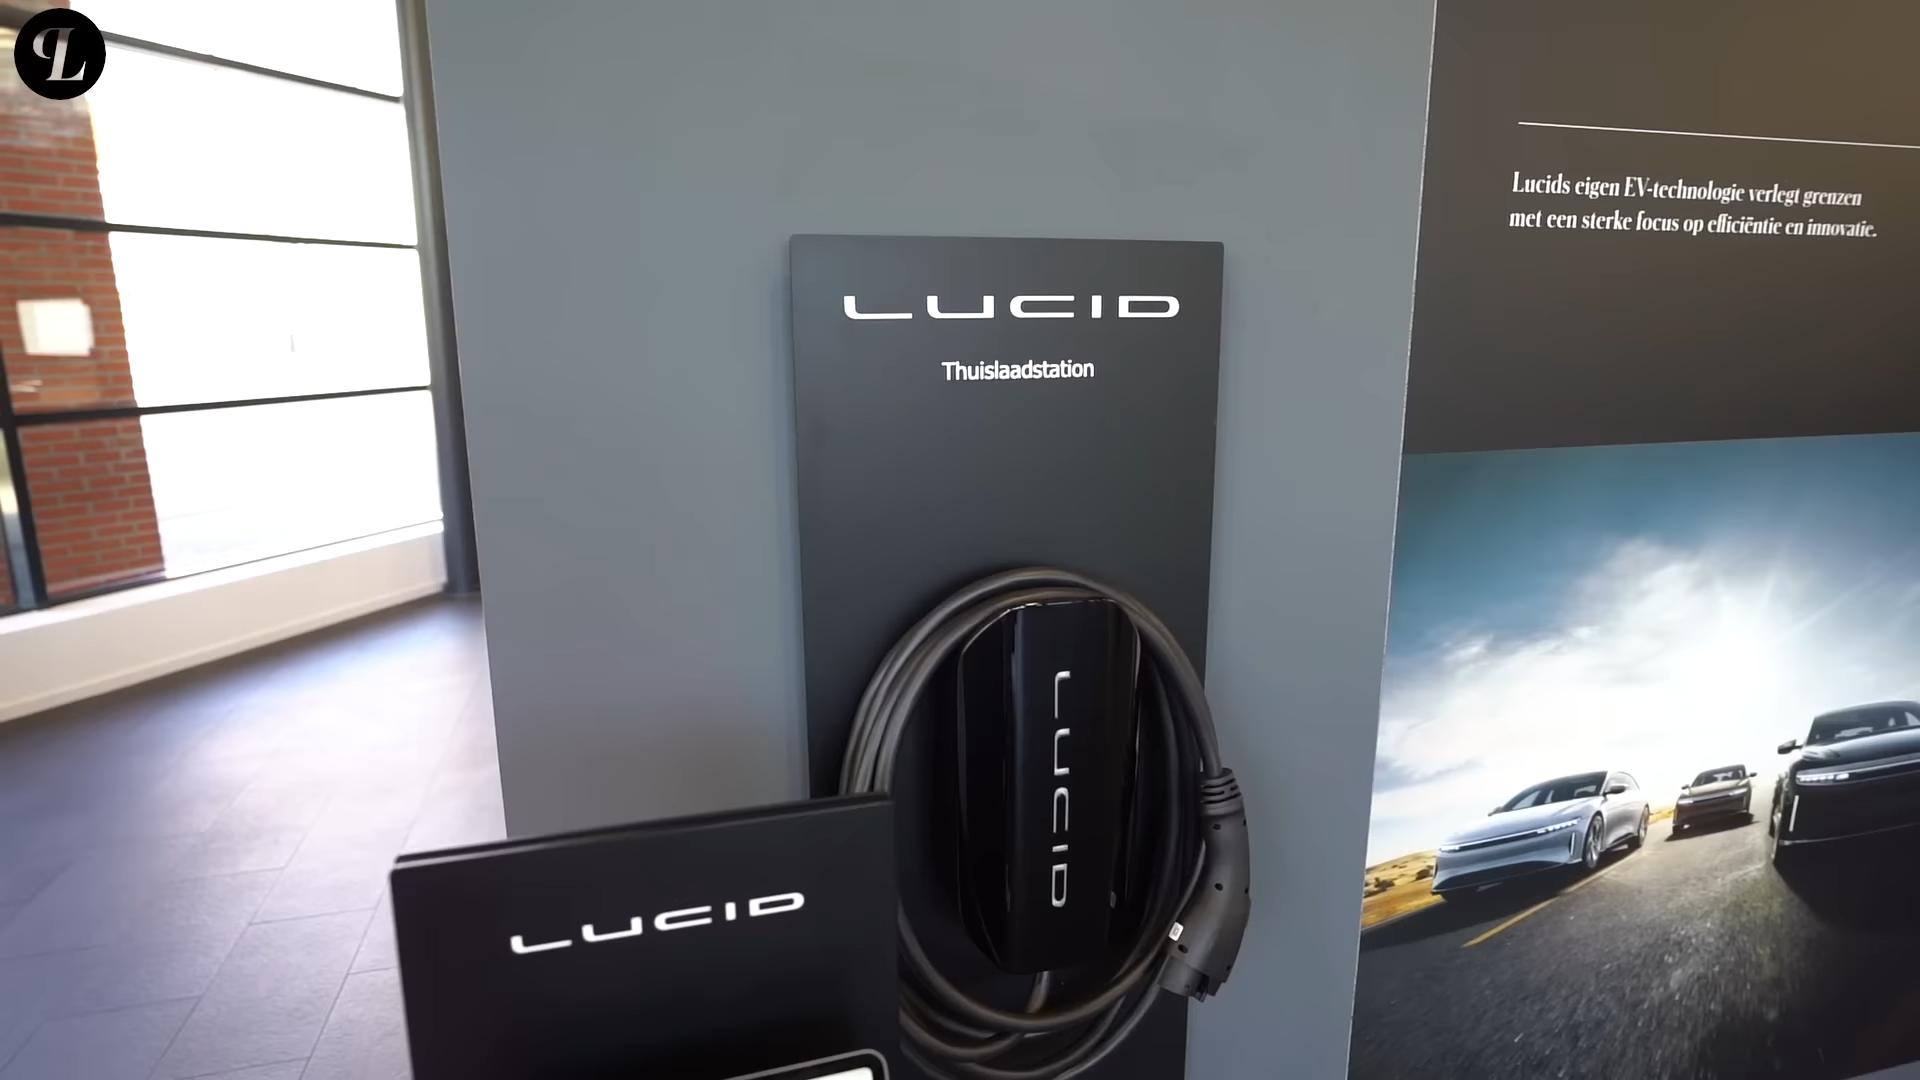 L
LUCID
Thuislaadstation
LUCID
LUCID
Lucids eigen EV-technologie verlegt grenzen
met een sterke focus op efficiëntie en innovatie.